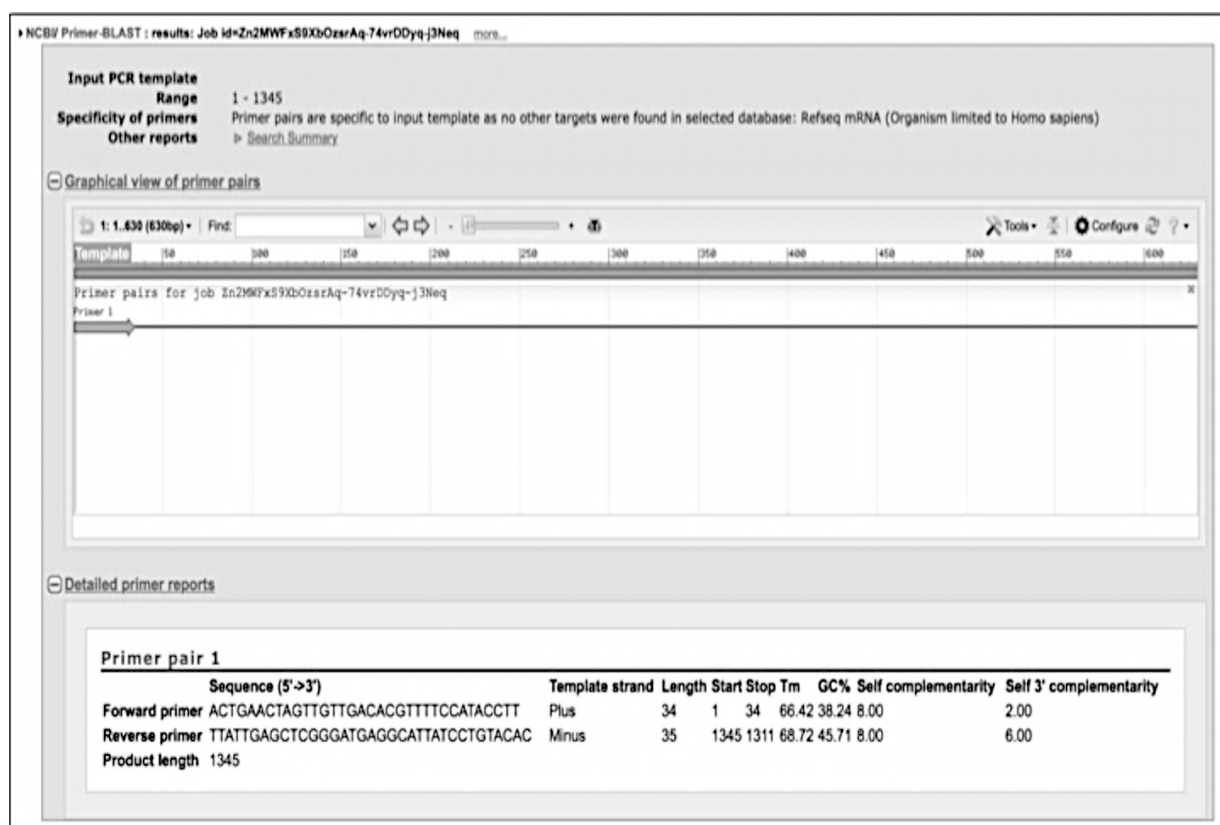 NCBI/ Primer-BLAST : results: Job id=Zn2MWFxS9XbOzsrAq-74vrDDyq-j3Neq more...
Input PCR template
Range 1 - 1345
Specificity of primers Primer pairs are specific to input template as no other targets were found in selected database: Refseq mRNA (Organism limited to Homo sapiens)
Other reports Search Summary
Graphical view of primer pairs
1: 1..630 (630bp) Find: - + Tools Configure ?
Template |50 |100 |150 |200 |250 |300 |350 |400 |450 |500 |550 |600
Primer pairs for job Zn2MWFxS9XbOzsrAq-74vrDDyq-j3Neq x
Primer 1
Detailed primer reports
Primer pair 1
Sequence (5'->3') Template strand Length Start Stop Tm GC% Self complementarity Self 3' complementarity
Forward primer ACTGAACTAGTTGTTGACACGTTTTCCATACCTT Plus 34 1 34 66.42 38.24 8.00 2.00
Reverse primer TTATTGAGCTCGGGATGAGGCATTATCCTGTACAC Minus 35 1345 1311 68.72 45.71 8.00 6.00
Product length 1345